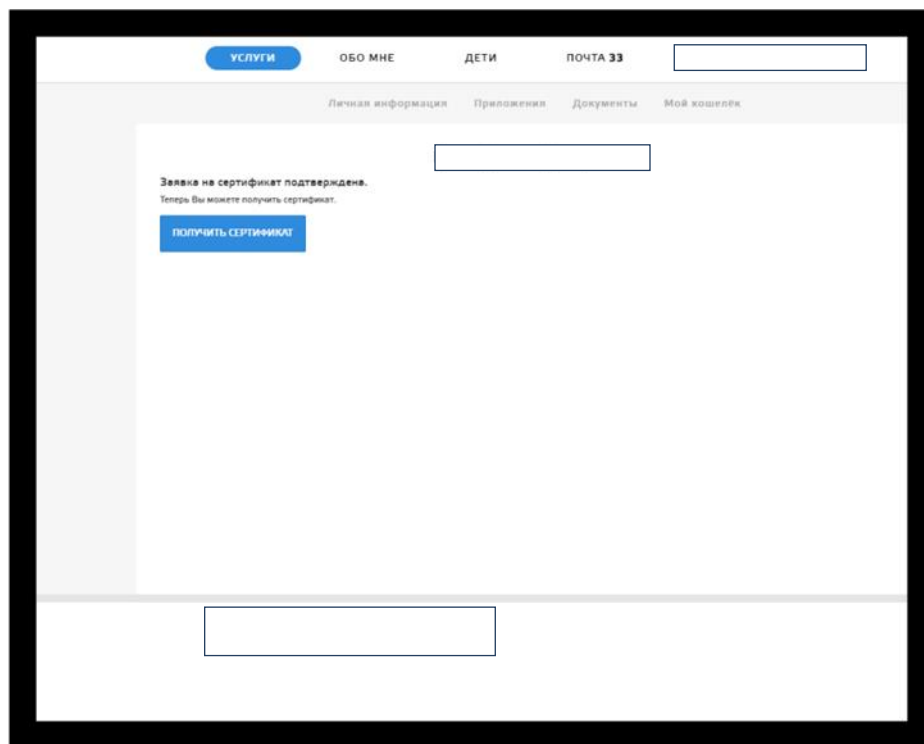 УСЛУГИ ОБО МНЕ ДЕТИ ПОЧТА 33
Личная информация Приложения Документы Мой кошелёк
Заявка на сертификат подтверждена.
Теперь Вы можете получить сертификат.
ПОЛУЧИТЬ СЕРТИФИКАТ